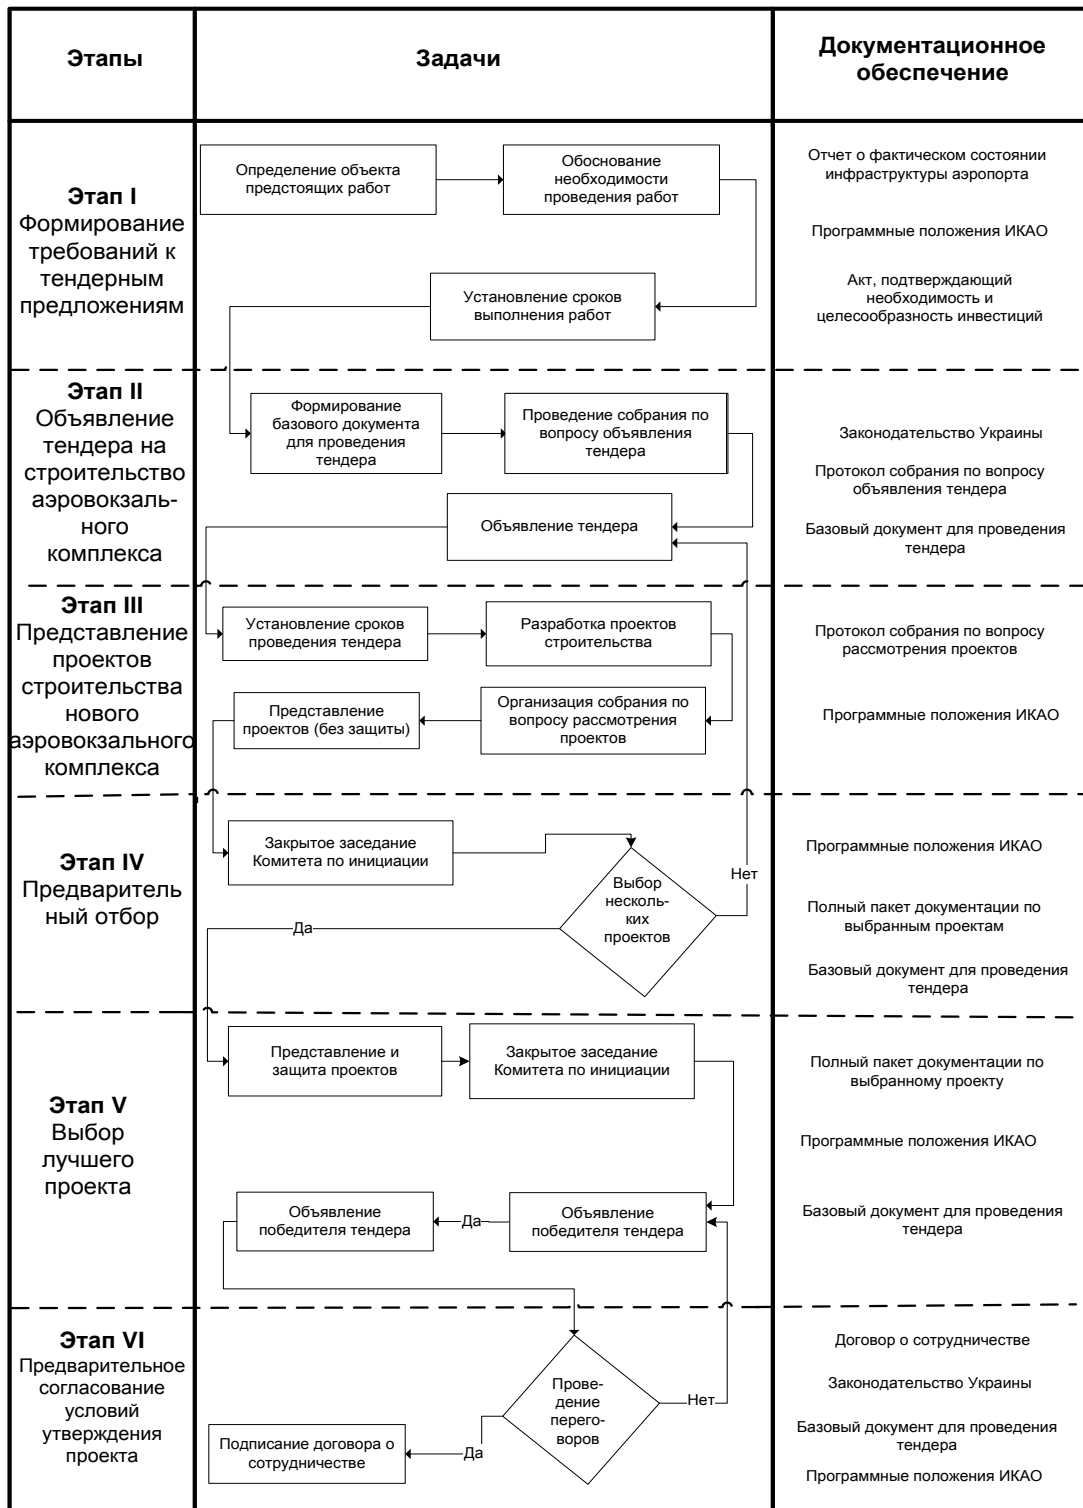 Этапы
Задачи
Документационное
обеспечение
Этап I
Формирование
требований к
тендерным
предложениям
Определение объекта
предстоящих работ
Обоснование
необходимости
проведения работ
Установление сроков
выполнения работ
Отчет о фактическом состоянии
инфраструктуры аэропорта
Программные положения ИКАО
Акт, подтверждающий
необходимость и
целесообразность инвестиций
Этап II
Объявление
тендера на
строительство
аэровокзаль-
ного
комплекса
Формирование
базового документа
для проведения
тендера
Проведение собрания по
вопросу объявления
тендера
Объявление тендера
Законодательство Украины
Протокол собрания по вопросу
объявления тендера
Базовый документ для проведения
тендера
Этап III
Представление
проектов
строительства
нового
аэровокзального
комплекса
Установление сроков
проведения тендера
Разработка проектов
строительства
Представление
проектов (без защиты)
Организация собрания по
вопросу рассмотрения
проектов
Протокол собрания по вопросу
рассмотрения проектов
Программные положения ИКАО
Этап IV
Предваритель
ный отбор
Закрытое заседание
Комитета по инициации
Выбор
несколь-
ких
проектов
Нет
Да
Программные положения ИКАО
Полный пакет документации по
выбранным проектам
Базовый документ для проведения
тендера
Этап V
Выбор
лучшего
проекта
Представление и
защита проектов
Закрытое заседание
Комитета по инициации
Объявление
победителя тендера
Да
Объявление
победителя тендера
Полный пакет документации по
выбранному проекту
Программные положения ИКАО
Базовый документ для проведения
тендера
Этап VI
Предварительное
согласование
условий
утверждения
проекта
Прове-
дение
перего-
воров
Нет
Да
Подписание договора о
сотрудничестве
Договор о сотрудничестве
Законодательство Украины
Базовый документ для проведения
тендера
Программные положения ИКАО